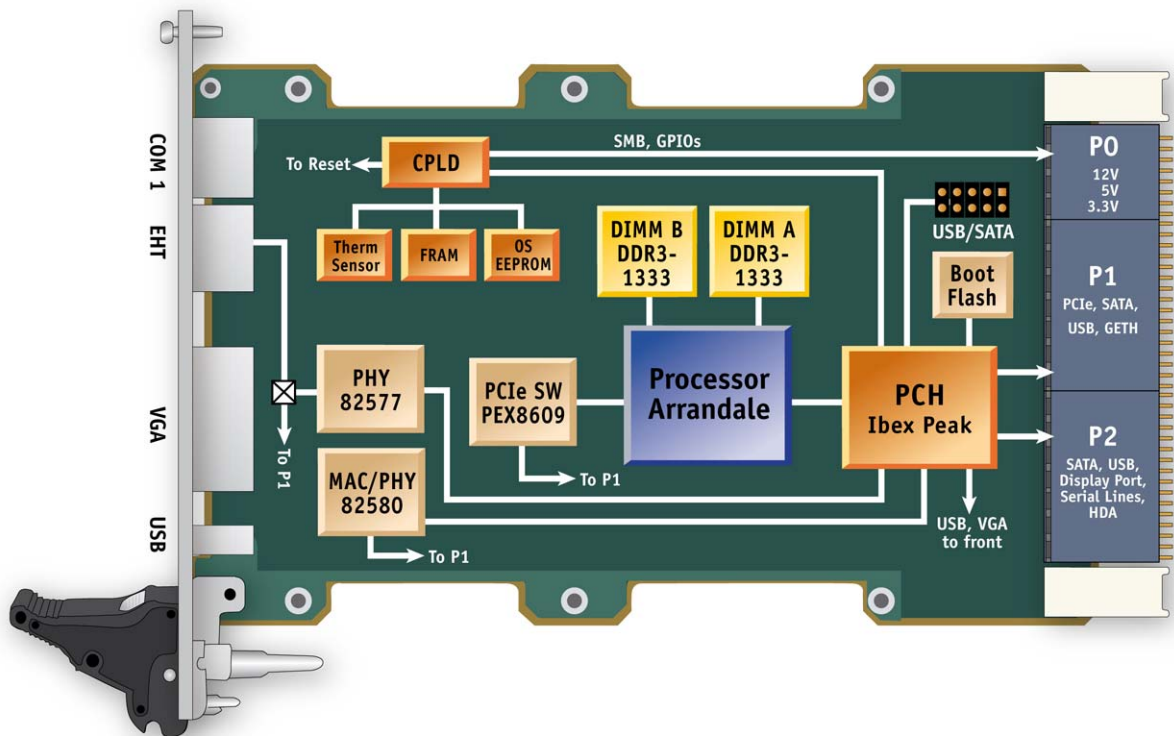 COM 1
EHT
VGA
USB
To Reset
CPLD
SMB, GPIOs
Therm
Sensor
FRAM
OS
EEPROM
DIMM B
DDR3-
1333
DIMM A
DDR3-
1333
USB/SATA
Boot
Flash
PHY
82577
PCIe SW
PEX8609
Processor
Arrandale
PCH
Ibex Peak
To P1
MAC/PHY
82580
To P1
To P1
USB, VGA
to front
P0
12V
5V
3.3V
P1
PCIe, SATA,
USB, GETH
P2
SATA, USB,
Display Port,
Serial Lines,
HDA